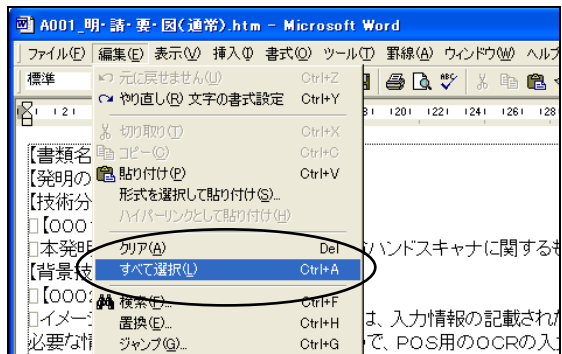 A001_明・請・要・図(通常).htm - Microsoft Word
ファイル(F) 編集(E) 表示(V) 挿入(I) 書式(O) ツール(T) 罫線(A) ウィンドウ(W) ヘル
標準
元に戻せません(U) Ctrl+Z
やり直し(R) 文字の書式設定 Ctrl+Y
切り取り(T) Ctrl+X
コピー(C) Ctrl+C
貼り付け(P) Ctrl+V
形式を選択して貼り付け(S)...
ハイパーリンクとして貼り付け(H)
クリア(A) Del
すべて選択(L) Ctrl+A
検索(F)... Ctrl+F
置換(E)... Ctrl+H
ジャンプ(G)... Ctrl+G
2
18 20 22 24 26 28
【書類名
【発明の
【技術分
【000
本発明 ハンドスキャナに関する
【背景技
【000
イメー は、入力情報の記載され
必要な で、POS用のOCRの入